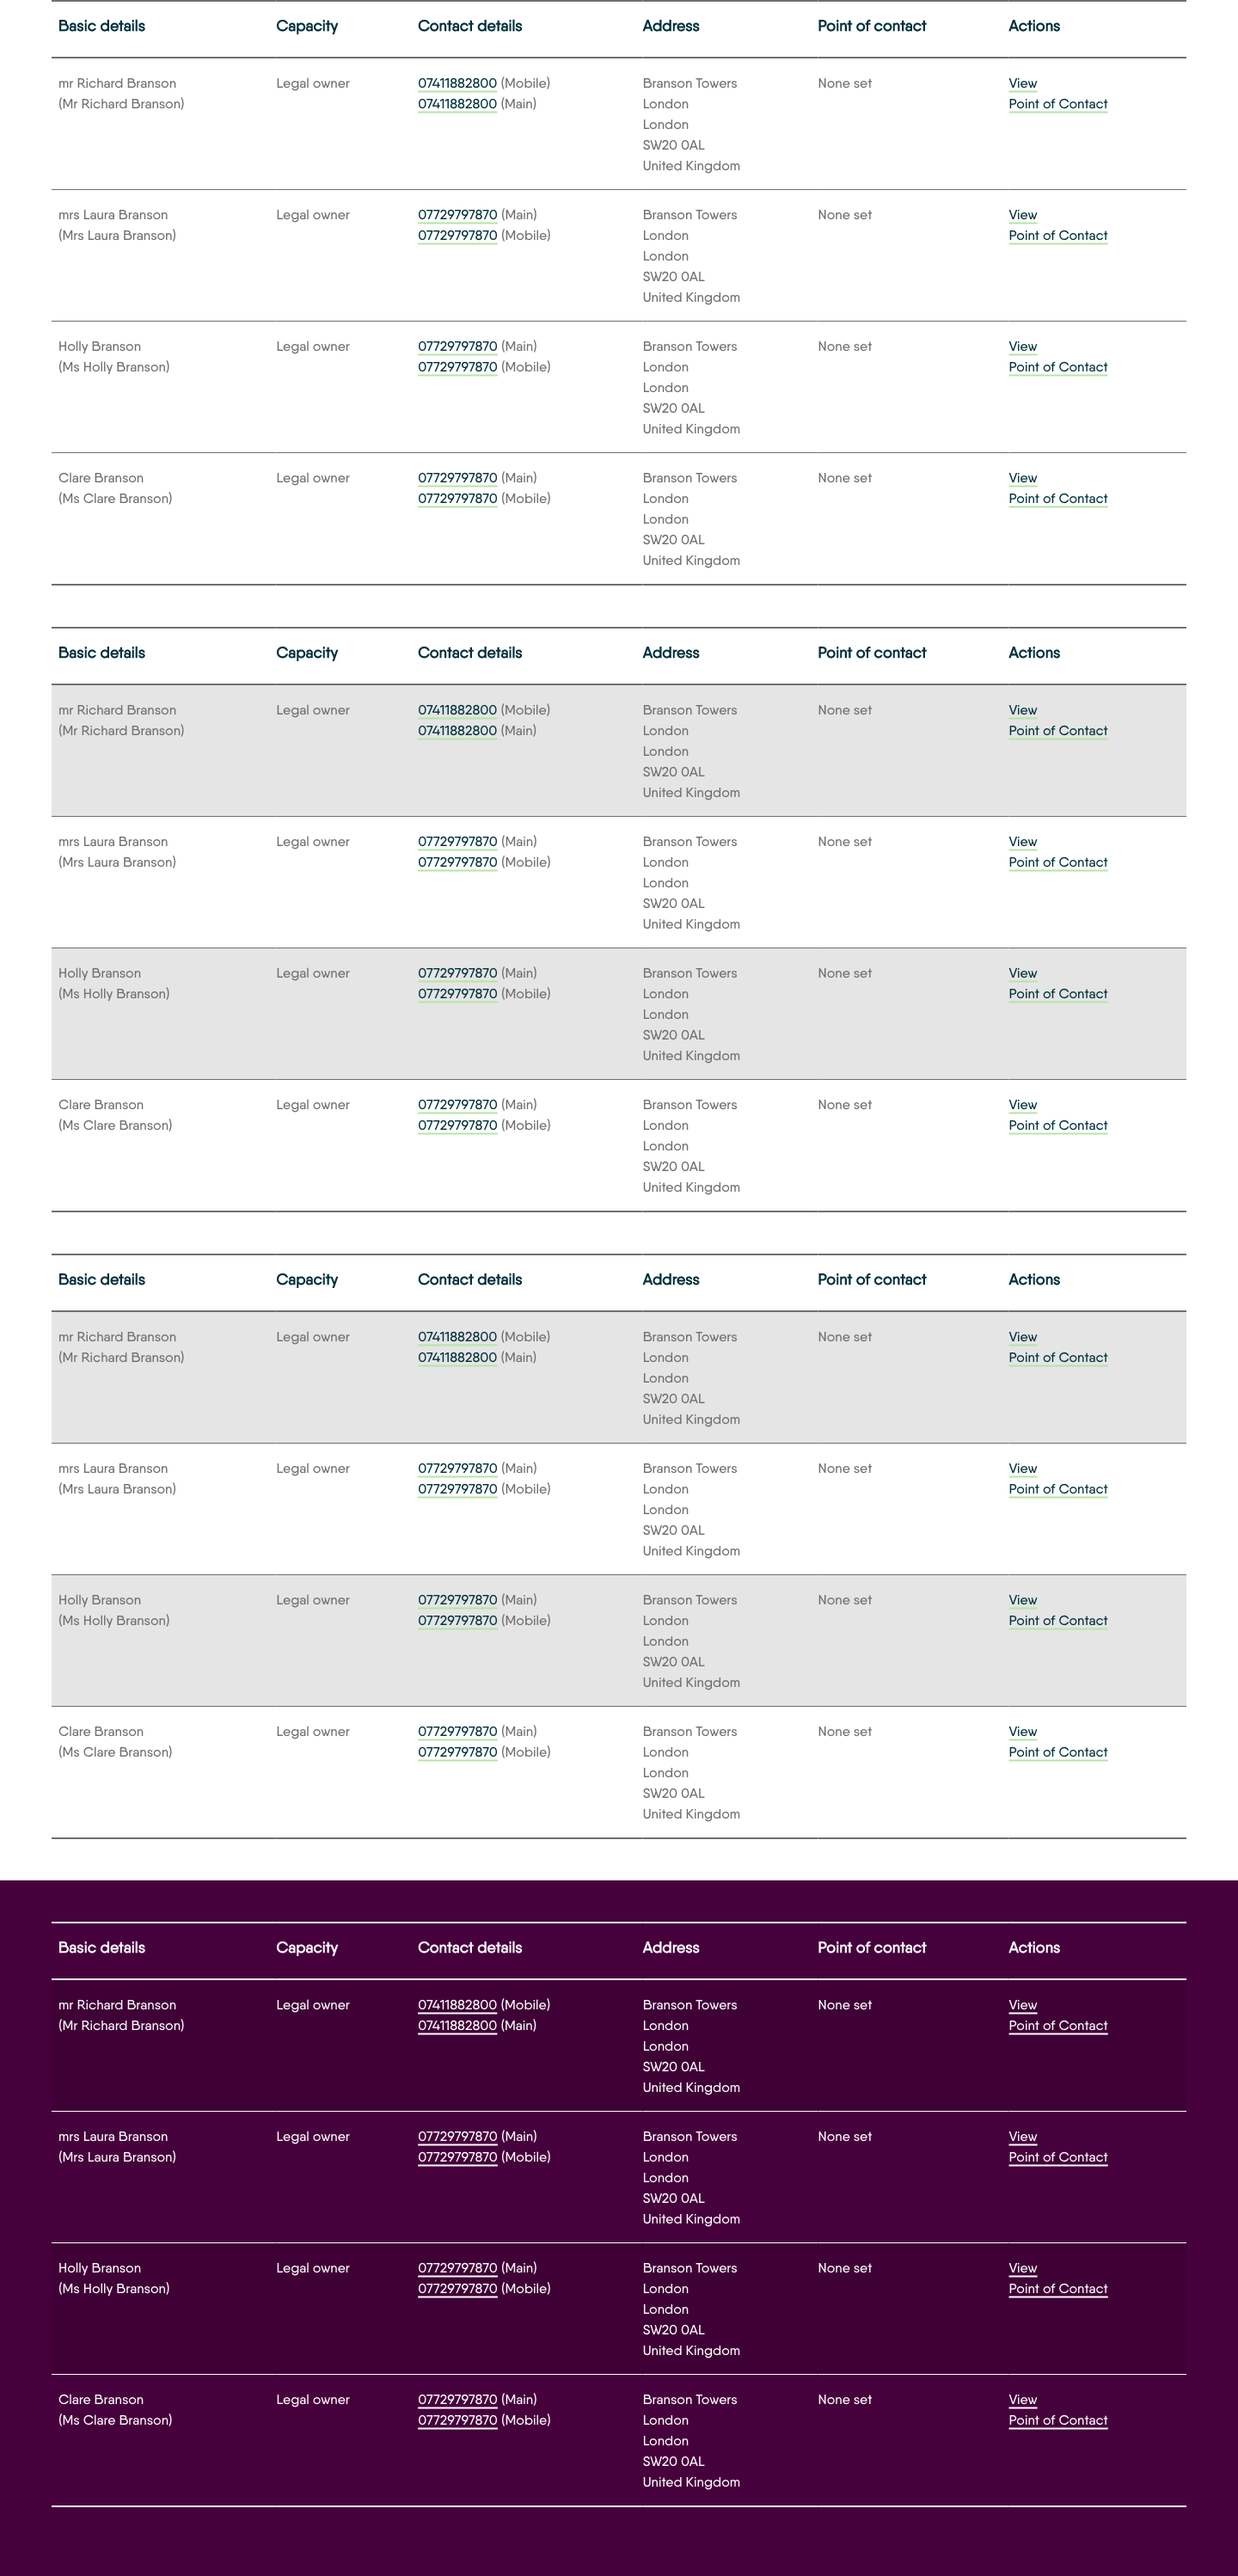 Basic details Capacity Contact details Address Point of contact Actions
mr Richard Branson Legal owner 07411882800 (Mobile) Branson Towers None set View
(Mr Richard Branson) 07411882800 (Main) London Point of Contact
London
SW20 0AL
United Kingdom
mrs Laura Branson Legal owner 07729797870 (Main) Branson Towers None set View
(Mrs Laura Branson) 07729797870 (Mobile) London Point of Contact
London
SW20 0AL
United Kingdom
Holly Branson Legal owner 07729797870 (Main) Branson Towers None set View
(Ms Holly Branson) 07729797870 (Mobile) London Point of Contact
London
SW20 0AL
United Kingdom
Clare Branson Legal owner 07729797870 (Main) Branson Towers None set View
(Ms Clare Branson) 07729797870 (Mobile) London Point of Contact
London
SW20 0AL
United Kingdom
Basic details Capacity Contact details Address Point of contact Actions
mr Richard Branson Legal owner 07411882800 (Mobile) Branson Towers None set View
(Mr Richard Branson) 07411882800 (Main) London Point of Contact
London
SW20 0AL
United Kingdom
mrs Laura Branson Legal owner 07729797870 (Main) Branson Towers None set View
(Mrs Laura Branson) 07729797870 (Mobile) London Point of Contact
London
SW20 0AL
United Kingdom
Holly Branson Legal owner 07729797870 (Main) Branson Towers None set View
(Ms Holly Branson) 07729797870 (Mobile) London Point of Contact
London
SW20 0AL
United Kingdom
Clare Branson Legal owner 07729797870 (Main) Branson Towers None set View
(Ms Clare Branson) 07729797870 (Mobile) London Point of Contact
London
SW20 0AL
United Kingdom
Basic details Capacity Contact details Address Point of contact Actions
mr Richard Branson Legal owner 07411882800 (Mobile) Branson Towers None set View
(Mr Richard Branson) 07411882800 (Main) London Point of Contact
London
SW20 0AL
United Kingdom
mrs Laura Branson Legal owner 07729797870 (Main) Branson Towers None set View
(Mrs Laura Branson) 07729797870 (Mobile) London Point of Contact
London
SW20 0AL
United Kingdom
Holly Branson Legal owner 07729797870 (Main) Branson Towers None set View
(Ms Holly Branson) 07729797870 (Mobile) London Point of Contact
London
SW20 0AL
United Kingdom
Clare Branson Legal owner 07729797870 (Main) Branson Towers None set View
(Ms Clare Branson) 07729797870 (Mobile) London Point of Contact
London
SW20 0AL
United Kingdom
Basic details Capacity Contact details Address Point of contact Actions
mr Richard Branson Legal owner 07411882800 (Mobile) Branson Towers None set View
(Mr Richard Branson) 07411882800 (Main) London Point of Contact
London
SW20 0AL
United Kingdom
mrs Laura Branson Legal owner 07729797870 (Main) Branson Towers None set View
(Mrs Laura Branson) 07729797870 (Mobile) London Point of Contact
London
SW20 0AL
United Kingdom
Holly Branson Legal owner 07729797870 (Main) Branson Towers None set View
(Ms Holly Branson) 07729797870 (Mobile) London Point of Contact
London
SW20 0AL
United Kingdom
Clare Branson Legal owner 07729797870 (Main) Branson Towers None set View
(Ms Clare Branson) 07729797870 (Mobile) London Point of Contact
London
SW20 0AL
United Kingdom